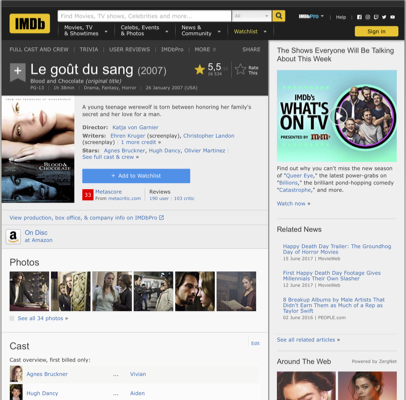 IMDb
Find Movies, TV shows, Celebrities and more...
All
Movies, TV & Showtimes
Celebs, Events & Photos
News & Community
Watchlist
IMDbPro
Help
Sign in
FULL CAST AND CREW | TRIVIA | USER REVIEWS | IMDbPro | MORE
SHARE
+
Le goût du sang (2007)
Blood and Chocolate (original title)
PG-13 | 1h 38min | Drama, Fantasy, Horror | 26 January 2007 (USA)
5,5
Rate This
BLOOD & CHOCOLATE
A young teenage werewolf is torn between honoring her family's
secret and her love for a man.
Director: Katja von Garnier
Writers: Ehren Kruger (screenplay), Christopher Landon
(screenplay) | 1 more credit »
Stars: Agnes Bruckner, Hugh Dancy, Olivier Martinez |
See full cast & crew »
+ Add to Watchlist
33
Metascore
From metacritic.com
Reviews
190 user | 103 critic
View production, box office, & company info on IMDbPro
a
On Disc
at Amazon
Photos
See all 34 photos »
Cast
Edit
Cast overview, first billed only:
Agnes Bruckner ... Vivian
Hugh Dancy ... Aiden
The Shows Everyone Will Be Talking
About This Week
IMDb's
WHAT'S
ON TV
PRESENTED BY
Find out why you can't miss the new season
of "Queer Eye," the latest power-grabs on
"Billions," the brilliant pond-hopping comedy
"Catastrophe," and more.
Watch now »
Related News
Happy Death Day Trailer: The Groundhog
Day of Horror Movies
15 June 2017 | MovieWeb
First Happy Death Day Footage Gives
Millennials Their Own Slasher
12 June 2017 | MovieWeb
8 Breakup Albums by Male Artists That
Didn't Earn Them as Much of a Rep as
Taylor Swift
02 June 2016 | PEOPLE.com
See all related articles »
Around The Web
Powered by ZergNet